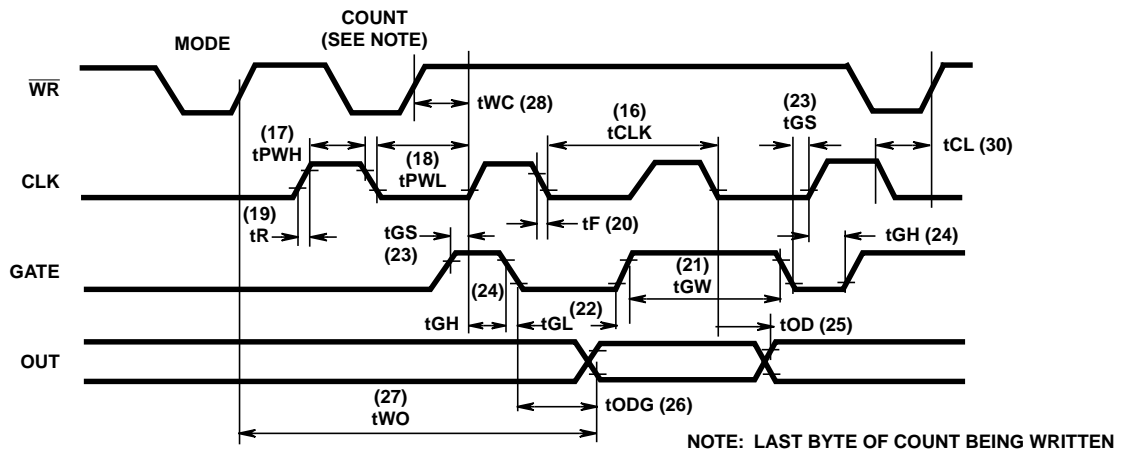 COUNT
(SEE NOTE)
MODE
WR
tWC (28)
(16)
tCLK
(23)
tGS
tCL (30)
(17)
tPWH
(18)
tPWL
CLK
(19)
tR
tGS
(23)
tF (20)
tGH (24)
GATE
(24)
tGH
(22)
tGL
(21)
tGW
tOD (25)
OUT
(27)
tWO
tODG (26)
NOTE: LAST BYTE OF COUNT BEING WRITTEN